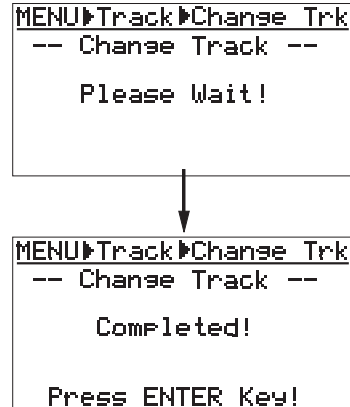 MENU▶Track▶Change Trk
-- Change Track --
Please Wait!
MENU▶Track▶Change Trk
-- Change Track --
Completed!
Press ENTER Key!